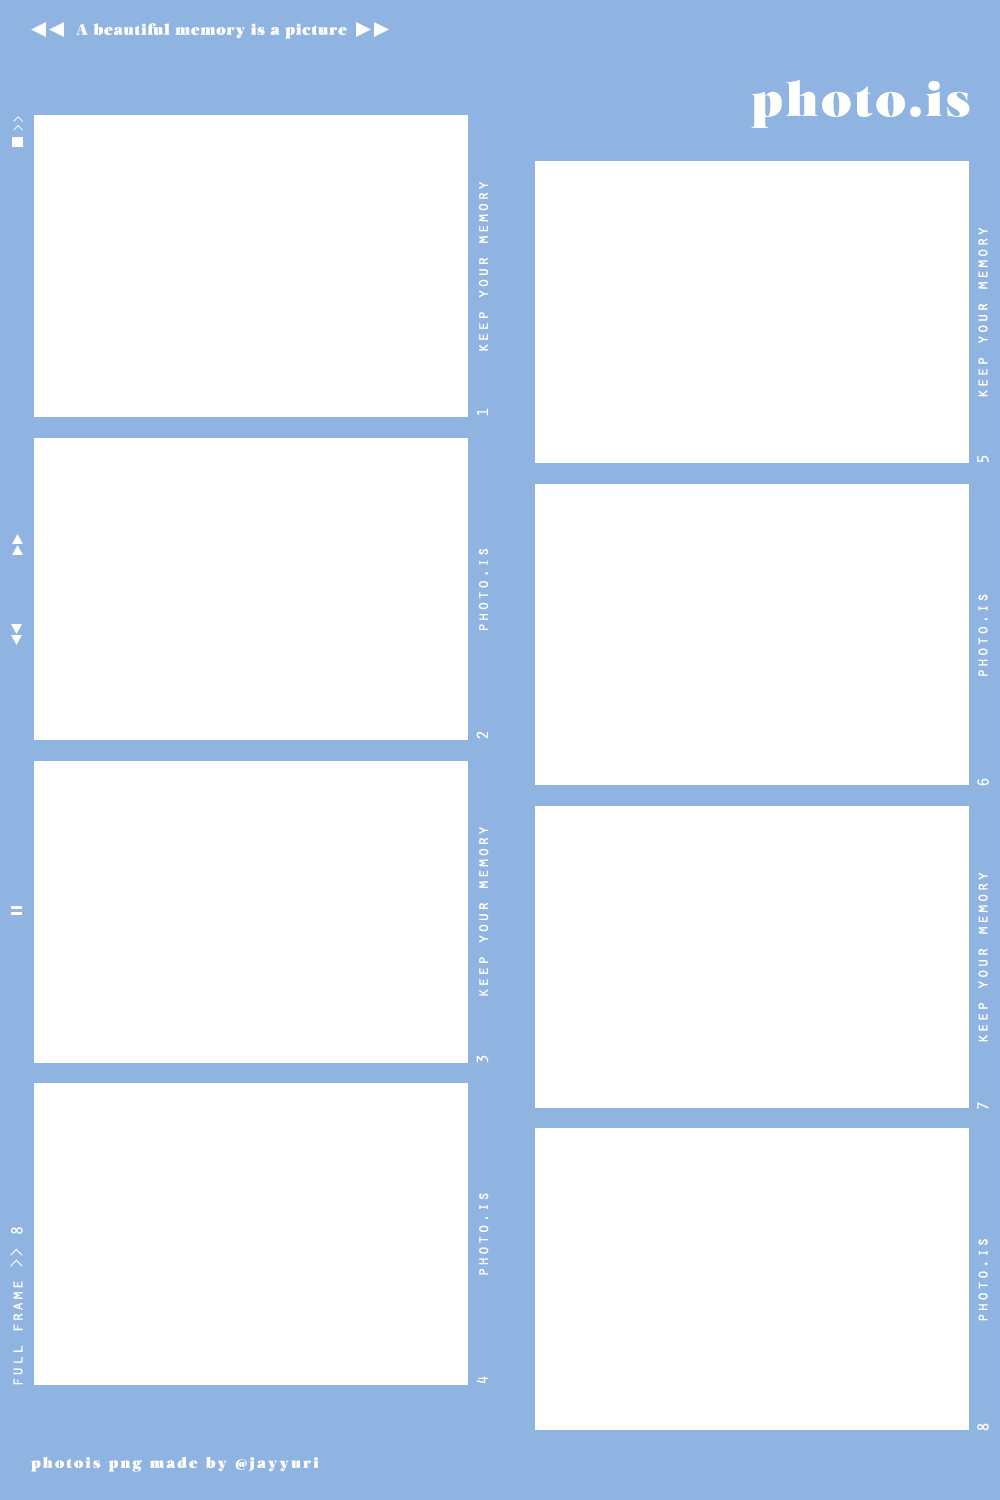 A beautiful memory is a picture
photo.is
KEEP YOUR MEMORY
1
PHOTO.IS
2
KEEP YOUR MEMORY
3
PHOTO.IS
4
FULL FRAME >> 8
KEEP YOUR MEMORY
5
PHOTO.IS
6
KEEP YOUR MEMORY
7
PHOTO.IS
8
photois png made by @jayyuri